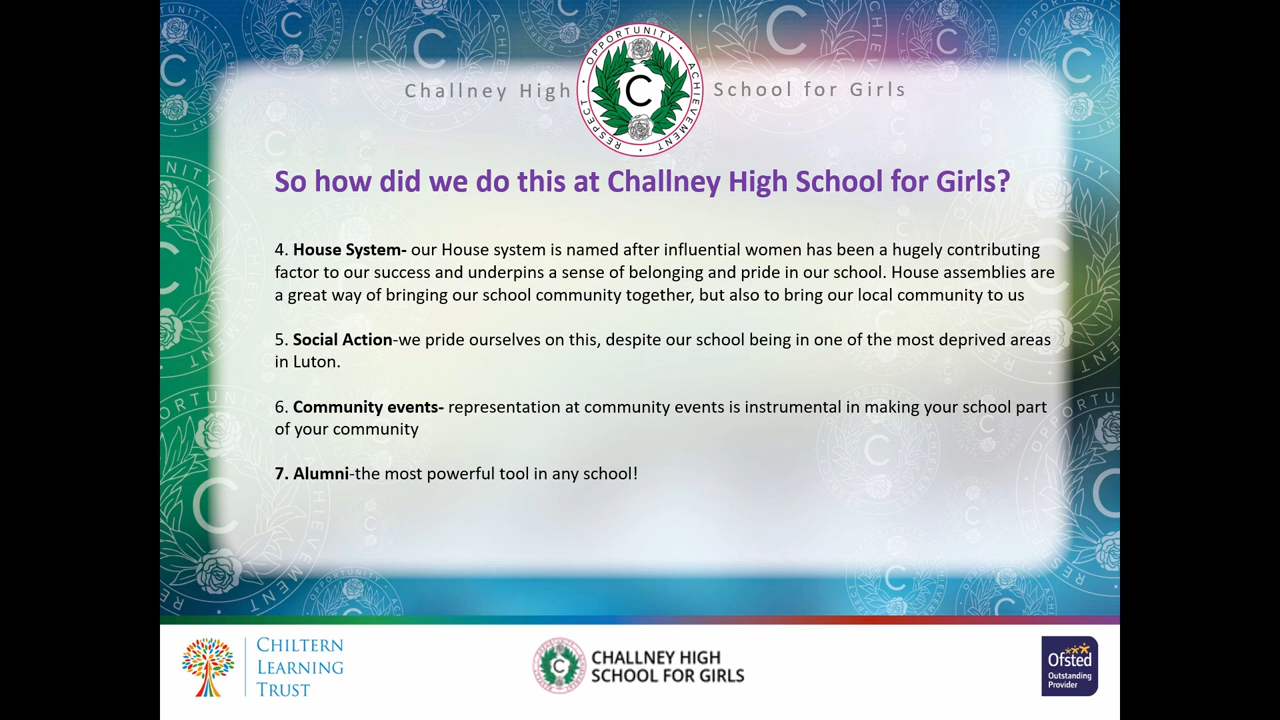 Challney High School for Girls
OPPORTUNITY · ACHIEVEMENT · RESPECT ·
C
So how did we do this at Challney High School for Girls?
4. House System- our House system is named after influential women has been a hugely contributing
factor to our success and underpins a sense of belonging and pride in our school. House assemblies are
a great way of bringing our school community together, but also to bring our local community to us
5. Social Action-we pride ourselves on this, despite our school being in one of the most deprived areas
in Luton.
6. Community events- representation at community events is instrumental in making your school part
of your community
7. Alumni-the most powerful tool in any school!
CHILTERN
LEARNING
TRUST
C
CHALLNEY HIGH
SCHOOL FOR GIRLS
Ofsted
Outstanding
Provider